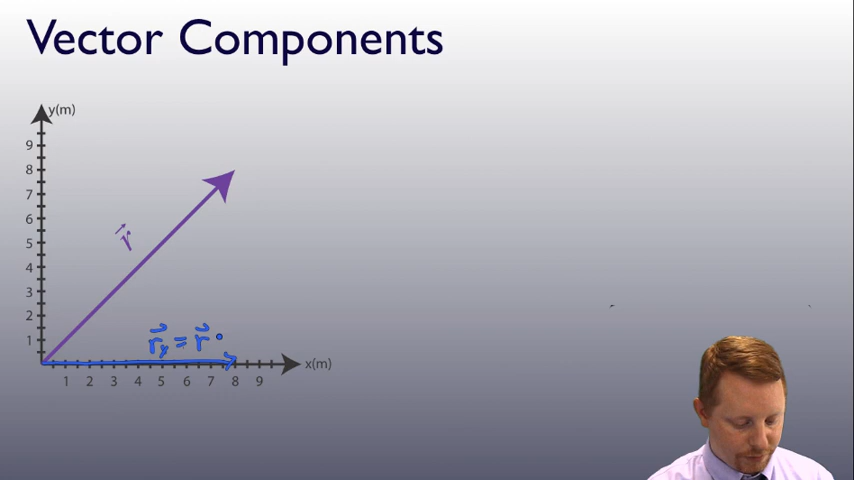 Vector Components
y(m)
9
8
7
6
5
4
3
2
1
r⃗
r⃗ₓ = r⃗ •
x(m)
1 2 3 4 5 6 7 8 9